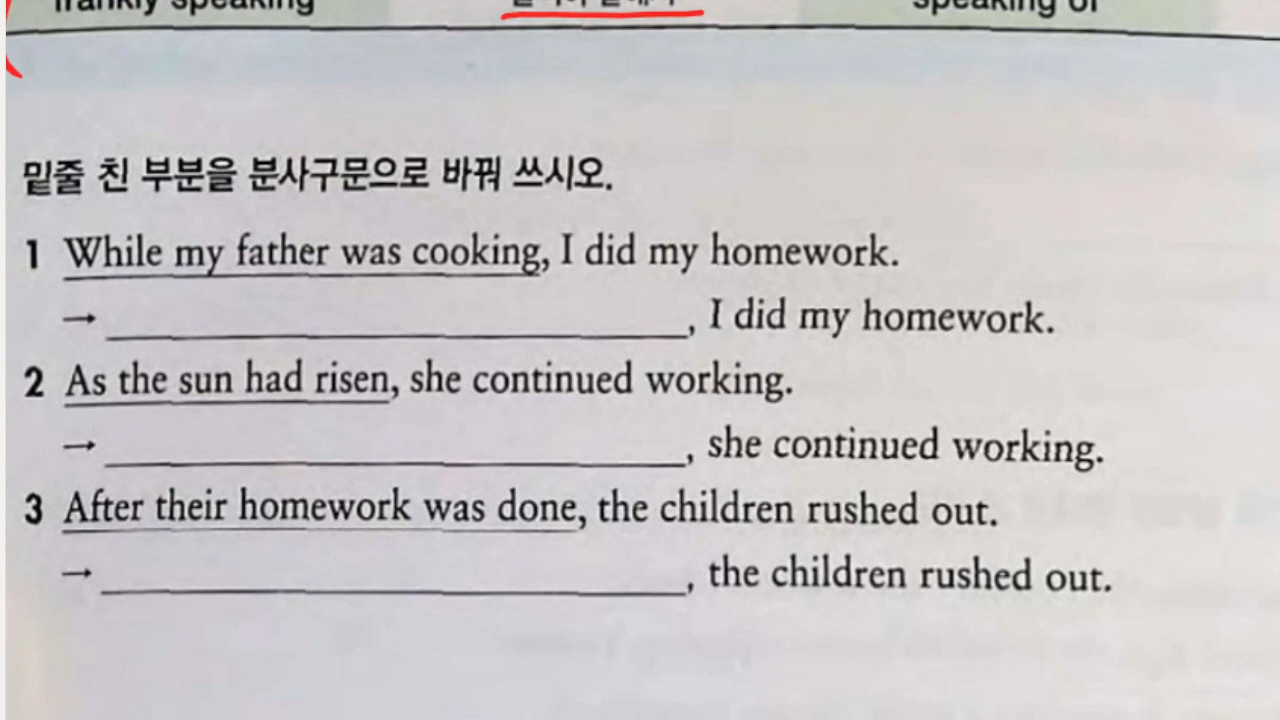 frankly speaking
speaking of
밑줄 친 부분을 분사구문으로 바꿔 쓰시오.
1 While my father was cooking, I did my homework.
→ ____________________, I did my homework.
2 As the sun had risen, she continued working.
→ ____________________, she continued working.
3 After their homework was done, the children rushed out.
→ ____________________, the children rushed out.